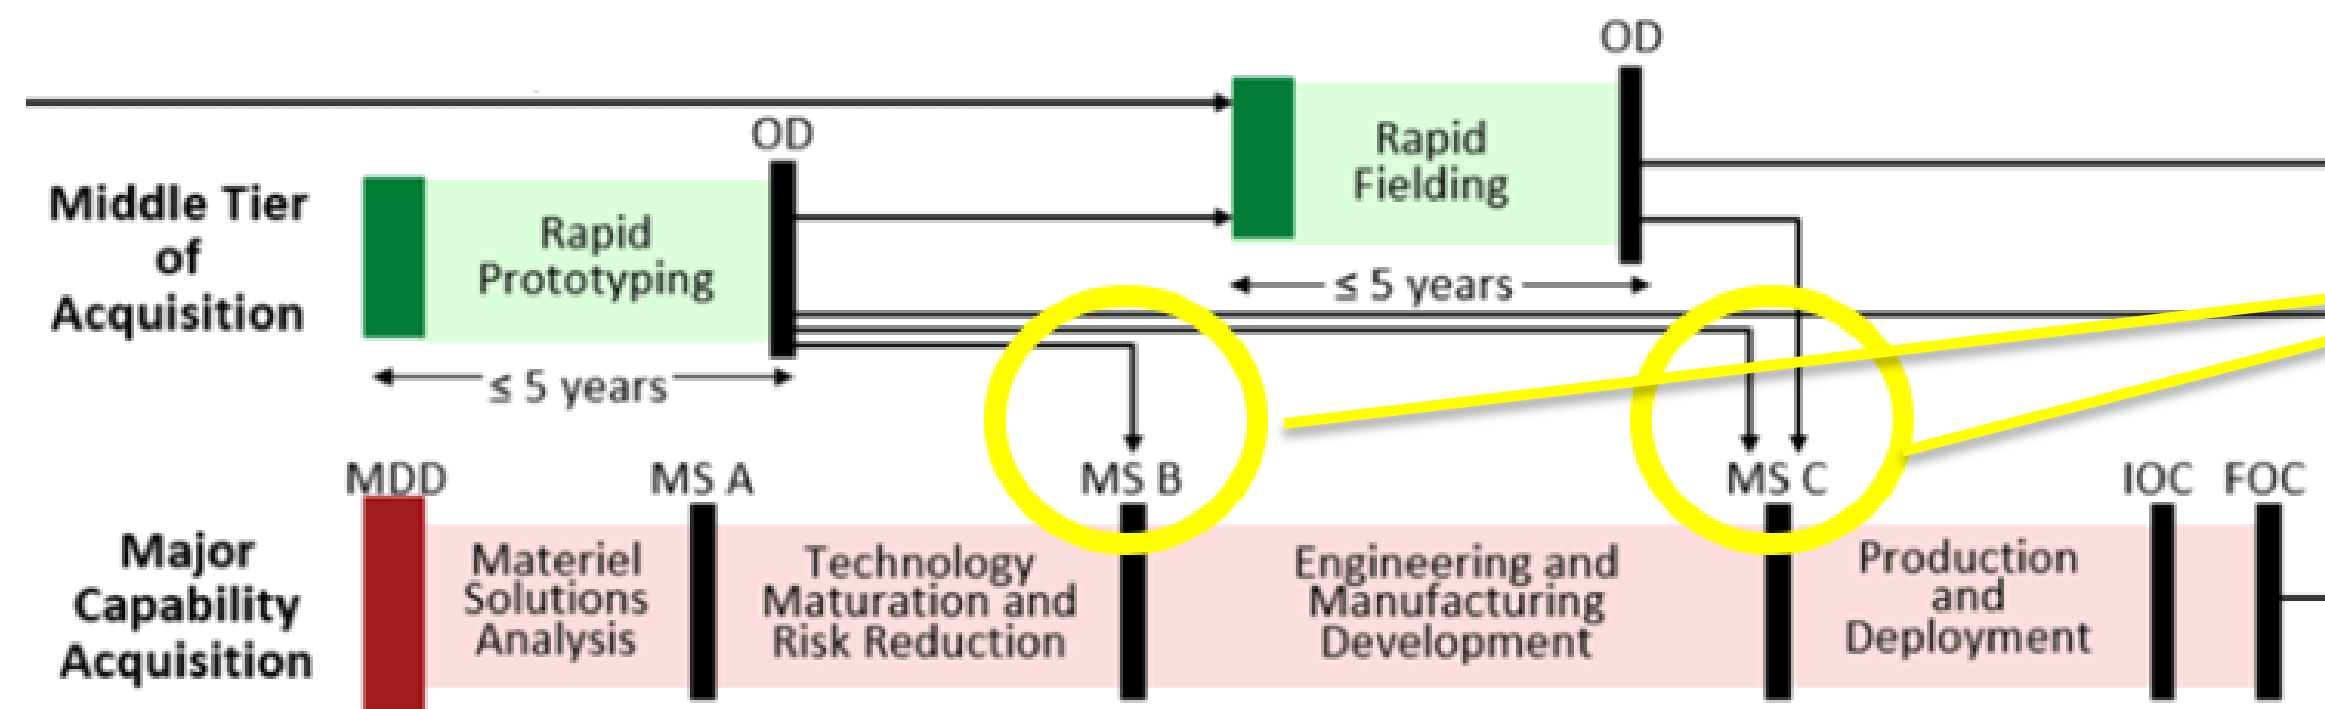 OD
Rapid
Fielding
≤ 5 years
OD
Middle Tier
of
Acquisition
Rapid
Prototyping
≤ 5 years
MDD
MS A
MS B
MS C
IOC
FOC
Major
Capability
Acquisition
Materiel
Solutions
Analysis
Technology
Maturation and
Risk Reduction
Engineering and
Manufacturing
Development
Production
and
Deployment